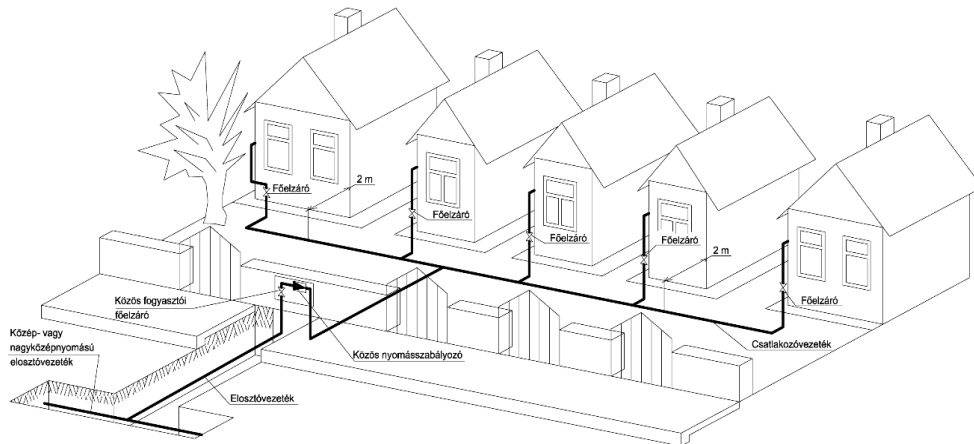 Főelzáró
2 m
Főelzáró
Főelzáró
Főelzáró
2 m
Főelzáró
Közös fogyasztói
főelzáró
Közös nyomásszabályozó
Csatlakozóvezeték
Közép- vagy
nagyközépnyomású
elosztóvezeték
Elosztóvezeték